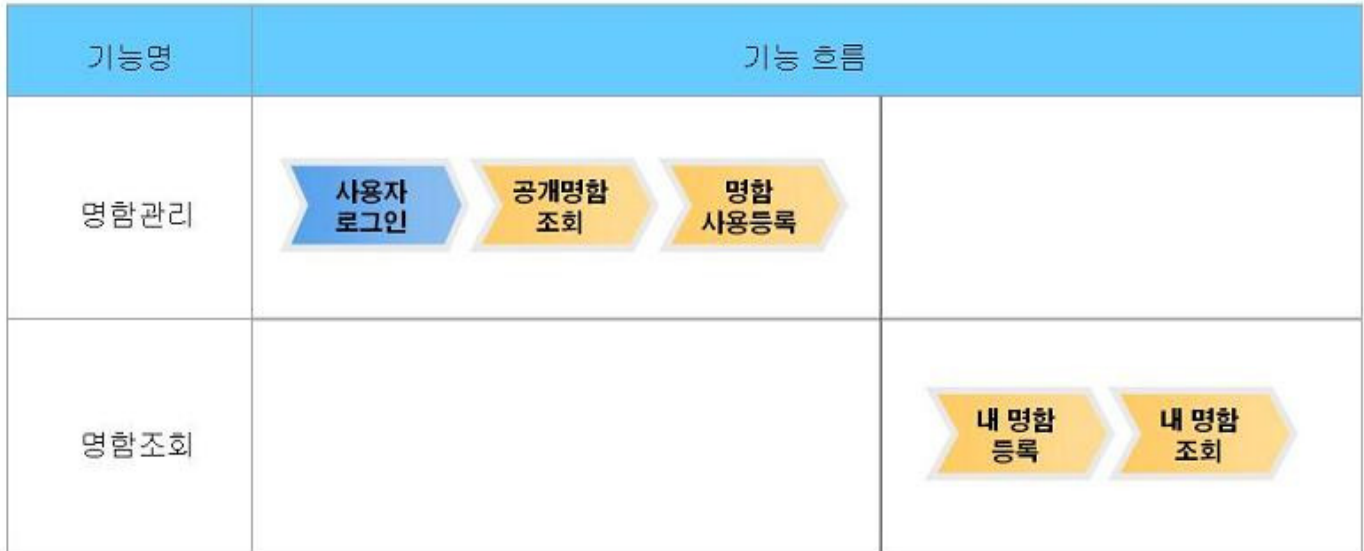 기능명
기능 흐름
명함관리
사용자
로그인
공개명함
조회
명함
사용등록
명함조회
내 명함
등록
내 명함
조회